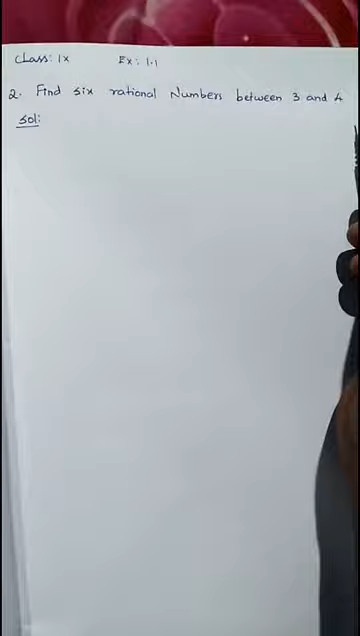 Class: IX Ex: 1.1
2. Find six rational Numbers between 3 and 4
Sol: